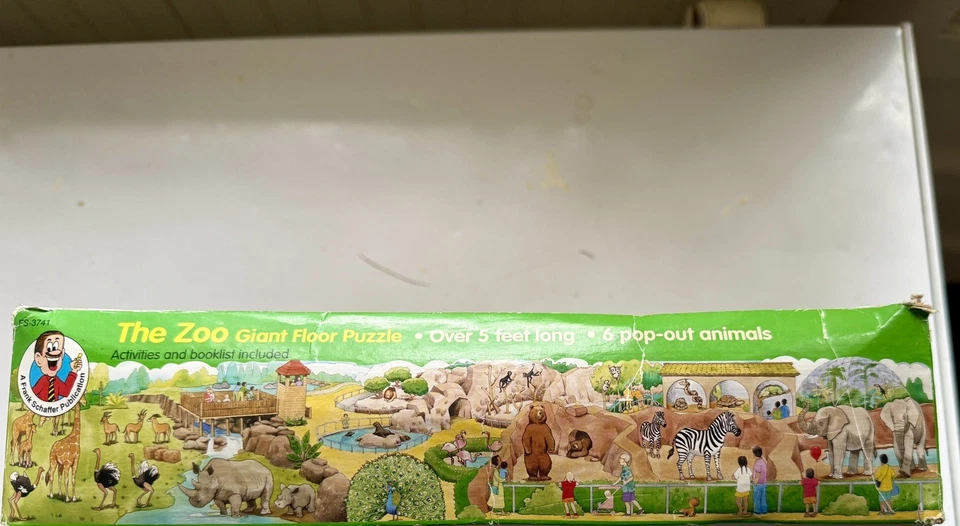 FS-3741
The Zoo Giant Floor Puzzle • Over 5 feet long • 6 pop-out animals
Activities and booklist included
A Frank Schaffer Publication